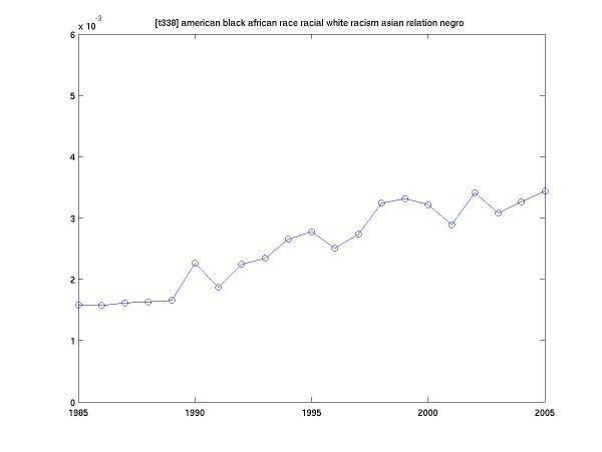 [t338] american black african race racial white racism asian relation negro
x 10-3
6
5
4
3
2
1
0
1985 1990 1995 2000 2005